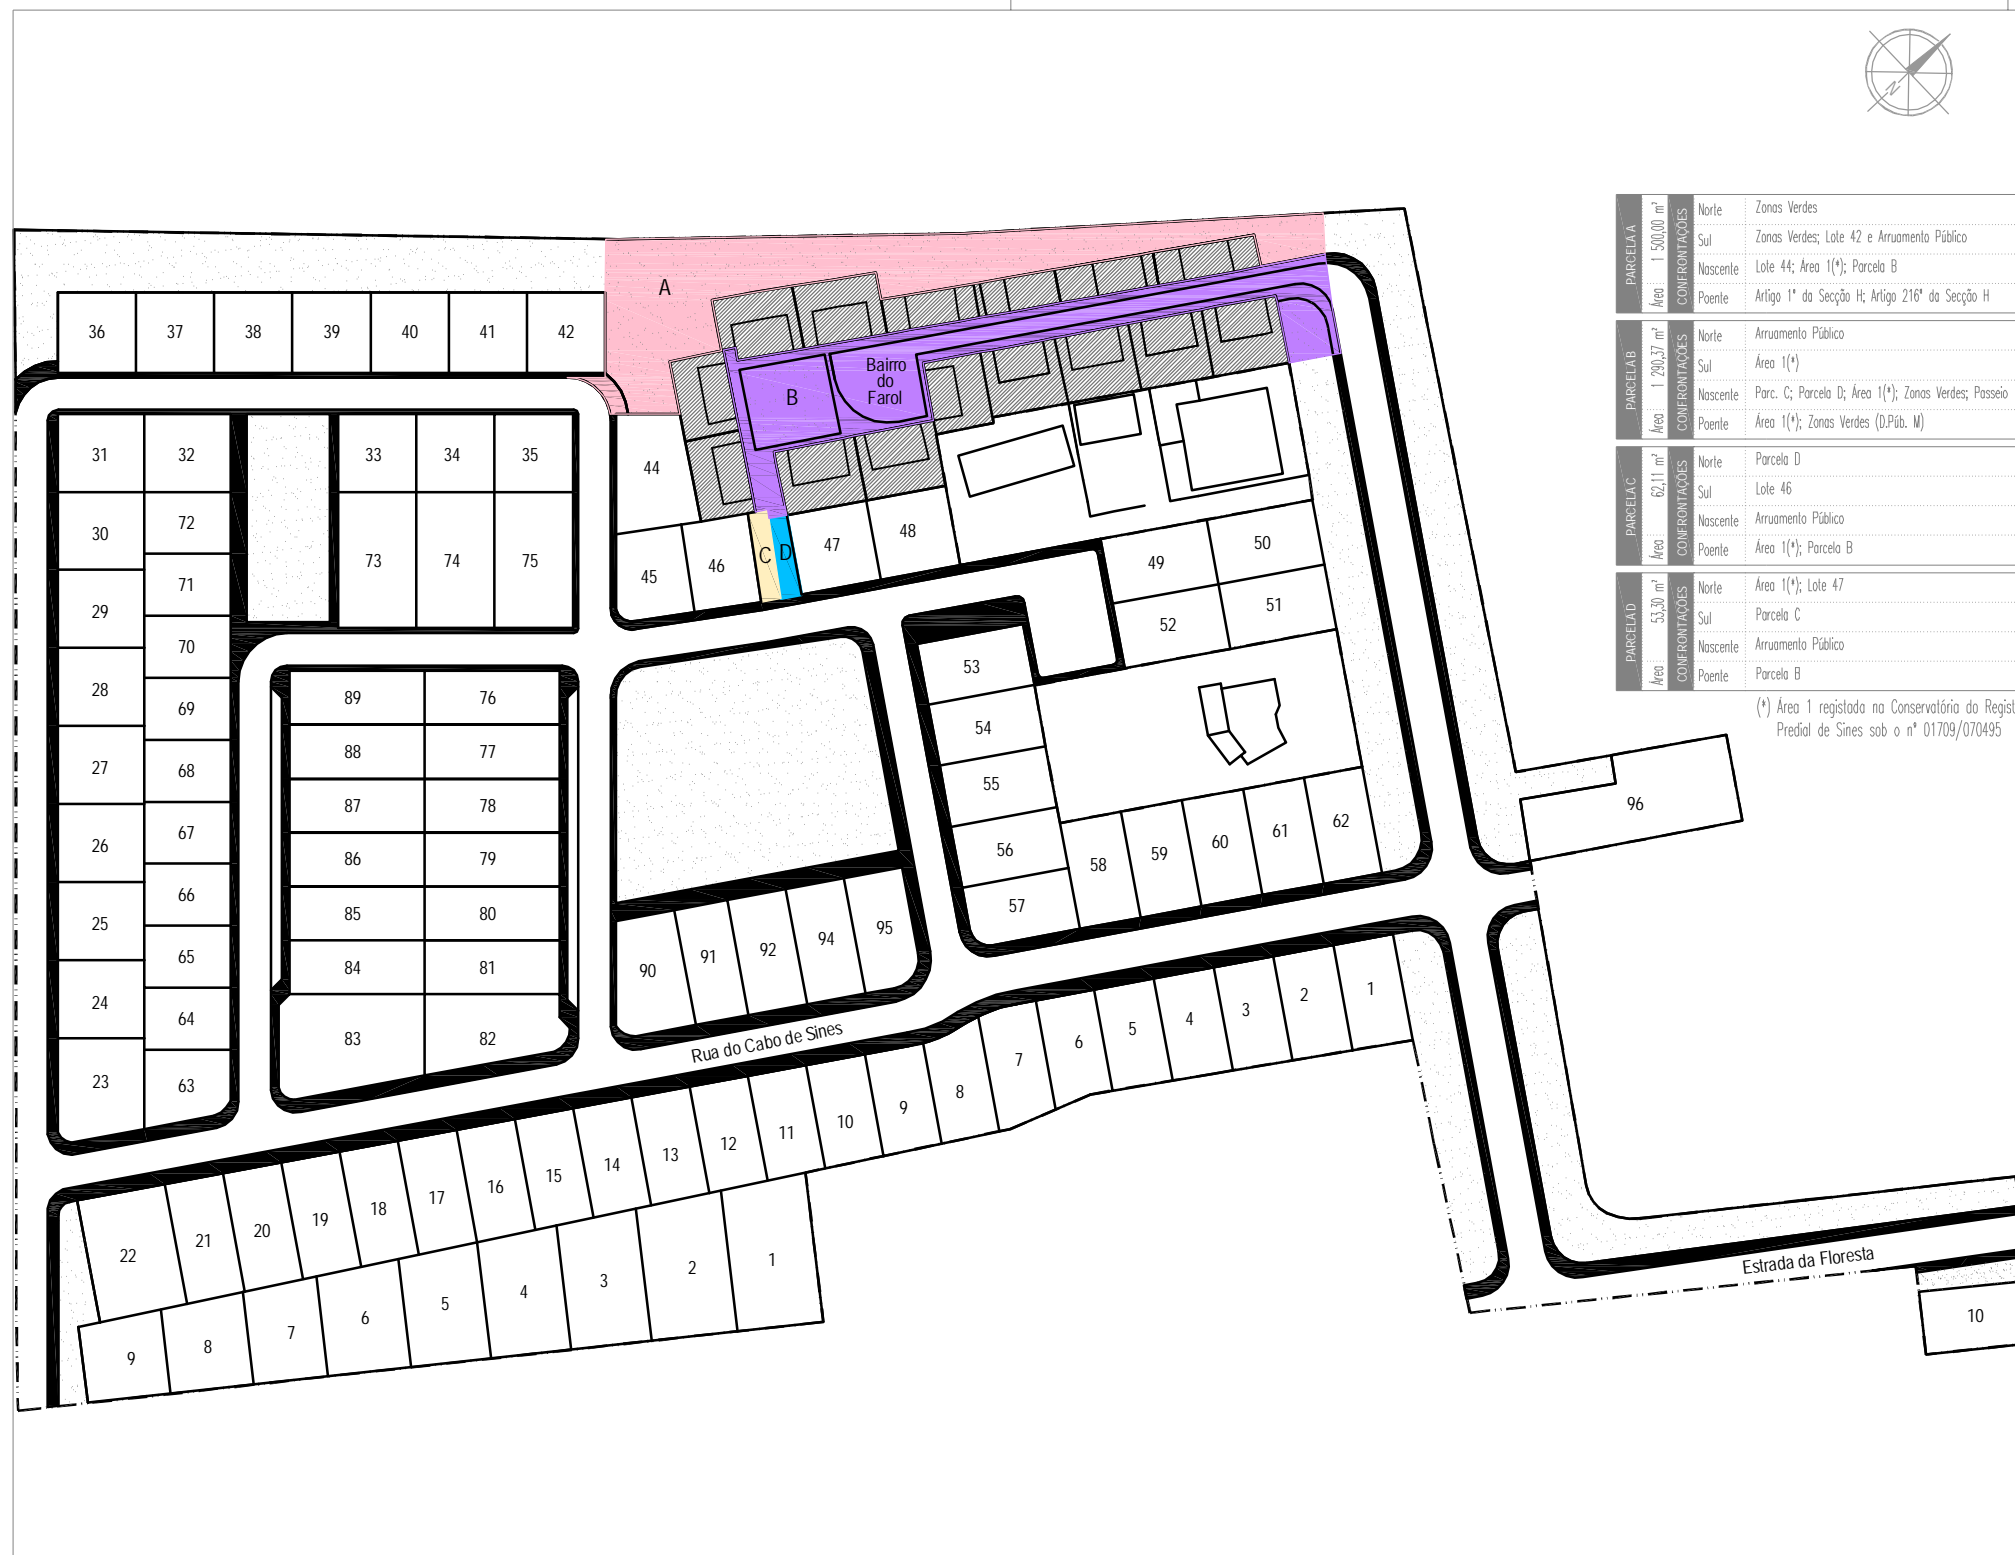 N
PARCELA A
Área 1 500,00 m²
CONFRONTAÇÕES
Norte Zonas Verdes
Sul Zonas Verdes; Lote 42 e Arruamento Público
Nascente Lote 44; Área 1(*); Parcela B
Poente Artigo 1º da Secção H; Artigo 216º da Secção H
PARCELA B
Área 1 290,37 m²
CONFRONTAÇÕES
Norte Arruamento Público
Sul Área 1(*)
Nascente Parc. C; Parcela D; Área 1(*); Zonas Verdes; Passeio
Poente Área 1(*); Zonas Verdes (D.Púb. M)
PARCELA C
Área 62,11 m²
CONFRONTAÇÕES
Norte Parcela D
Sul Lote 46
Nascente Arruamento Público
Poente Área 1(*); Parcela B
PARCELA D
Área 53,30 m²
CONFRONTAÇÕES
Norte Área 1(*); Lote 47
Sul Parcela C
Nascente Arruamento Público
Poente Parcela B
(*) Área 1 registada na Conservatória do Regist
Predial de Sines sob o nº 01709/070495
A
36 37 38 39 40 41 42
Bairro
do
Farol
B
31 32 33 34 35 44
30 72 73 74 75 45 46 C D 47 48 49 50
71
29 70 52 51
28 69 89 76 53
27 68 88 77 54
87 78 55 96
26 67 86 79 56 58 59 60 61 62
25 66 85 80 57
65 84 81 90 91 92 94 95
24 64 83 82
23 63
Rua do Cabo de Sines
22 21 20 19 18 17 16 15 14 13 12 11 10 9 8 7 6 5 4 3 2 1
9 8 7 6 5 4 3 2 1
Estrada da Floresta
10